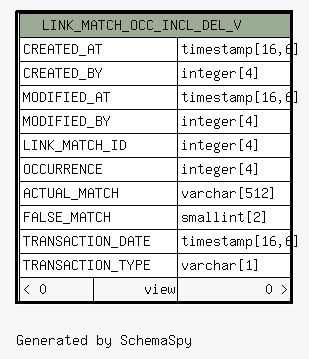 LINK_MATCH_OCC_INCL_DEL_V
CREATED_AT timestamp[16,6]
CREATED_BY integer[4]
MODIFIED_AT timestamp[16,6]
MODIFIED_BY integer[4]
LINK_MATCH_ID integer[4]
OCCURRENCE integer[4]
ACTUAL_MATCH varchar[512]
FALSE_MATCH smallint[2]
TRANSACTION_DATE timestamp[16,6]
TRANSACTION_TYPE varchar[1]
< 0 view 0 >
Generated by SchemaSpy